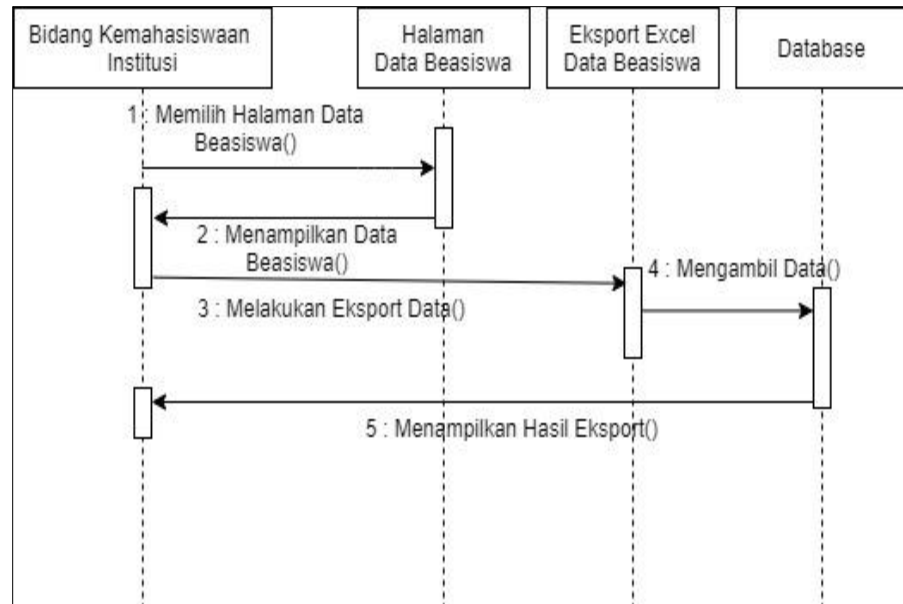 Bidang Kemahasiswaan
Institusi
Halaman
Data Beasiswa
Eksport Excel
Data Beasiswa
Database
1 : Memilih Halaman Data
Beasiswa()
2 : Menampilkan Data
Beasiswa()
3 : Melakukan Eksport Data()
4 : Mengambil Data()
5 : Menampilkan Hasil Eksport()